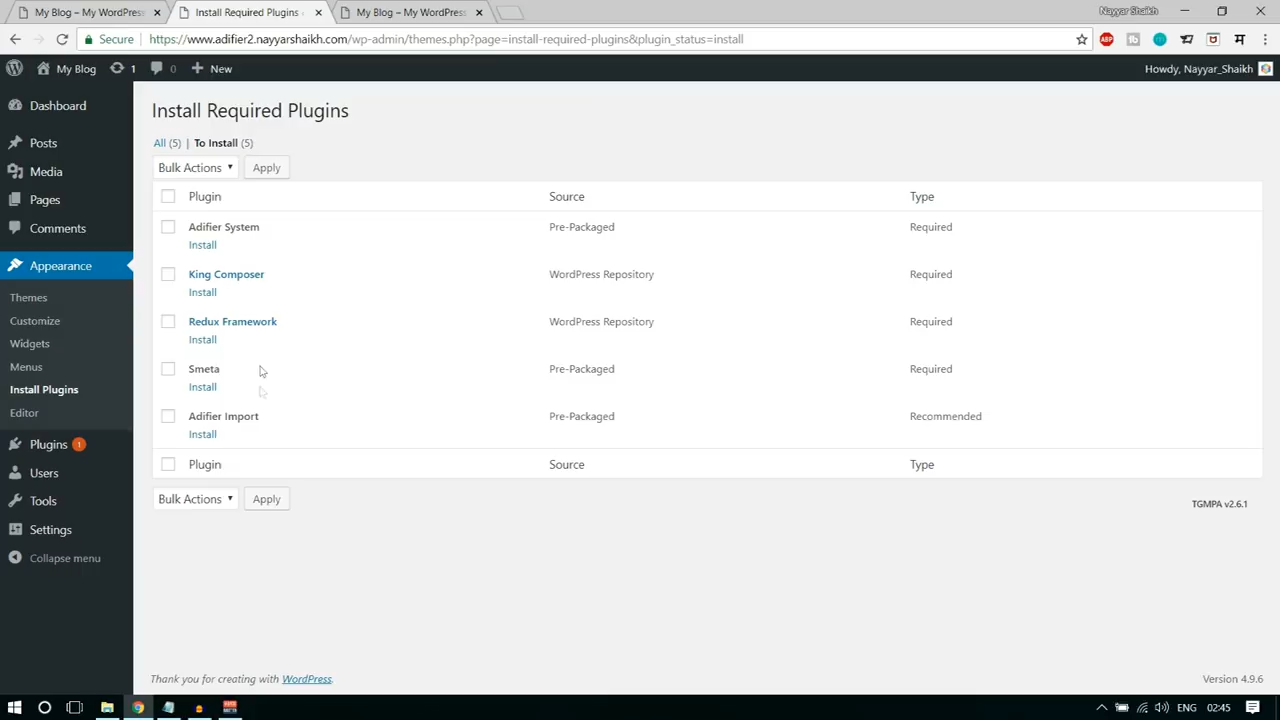 My Blog – My WordPress
Install Required Plugins
My Blog – My WordPress
Nayyar Shaikh
Secure
https://www.adifier2.nayyarshaikh.com/wp-admin/themes.php?page=install-required-plugins&plugin_status=install
My Blog 1 0 New
Howdy, Nayyar_Shaikh
Dashboard
Posts
Media
Pages
Comments
Appearance
Themes
Customize
Widgets
Menus
Install Plugins
Editor
Plugins 1
Users
Tools
Settings
Collapse menu
Install Required Plugins
All (5) | To Install (5)
Bulk Actions Apply
Plugin Source Type
Adifier System Pre-Packaged Required
Install
King Composer WordPress Repository Required
Install
Redux Framework WordPress Repository Required
Install
Smeta Pre-Packaged Required
Install
Adifier Import Pre-Packaged Recommended
Install
Plugin Source Type
Bulk Actions Apply
TGMPA v2.6.1
Thank you for creating with WordPress.
Version 4.9.6
ENG 02:45